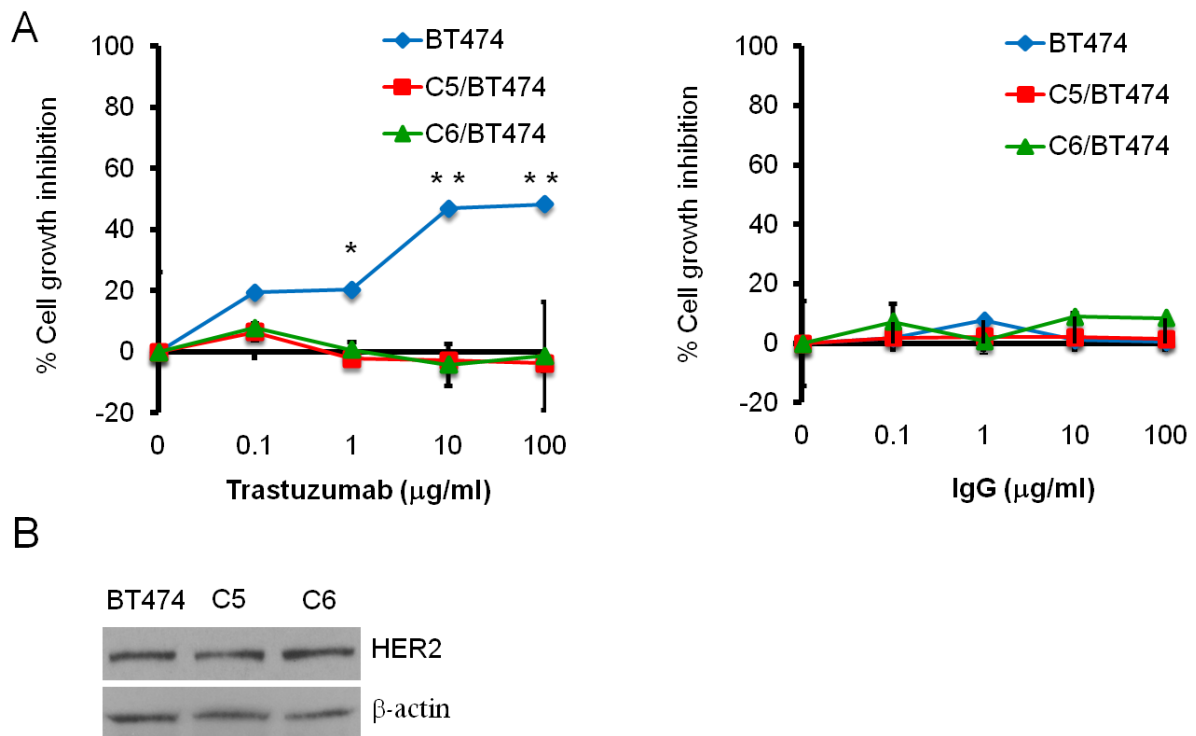 A
% Cell growth inhibition
100
80
60
40
20
0
-20
BT474
C5/BT474
C6/BT474
*
* *
* *
0 0.1 1 10 100
Trastuzumab (μg/ml)
% Cell growth inhibition
100
80
60
40
20
0
-20
BT474
C5/BT474
C6/BT474
0 0.1 1 10 100
IgG (μg/ml)
B
BT474 C5 C6
HER2
β-actin